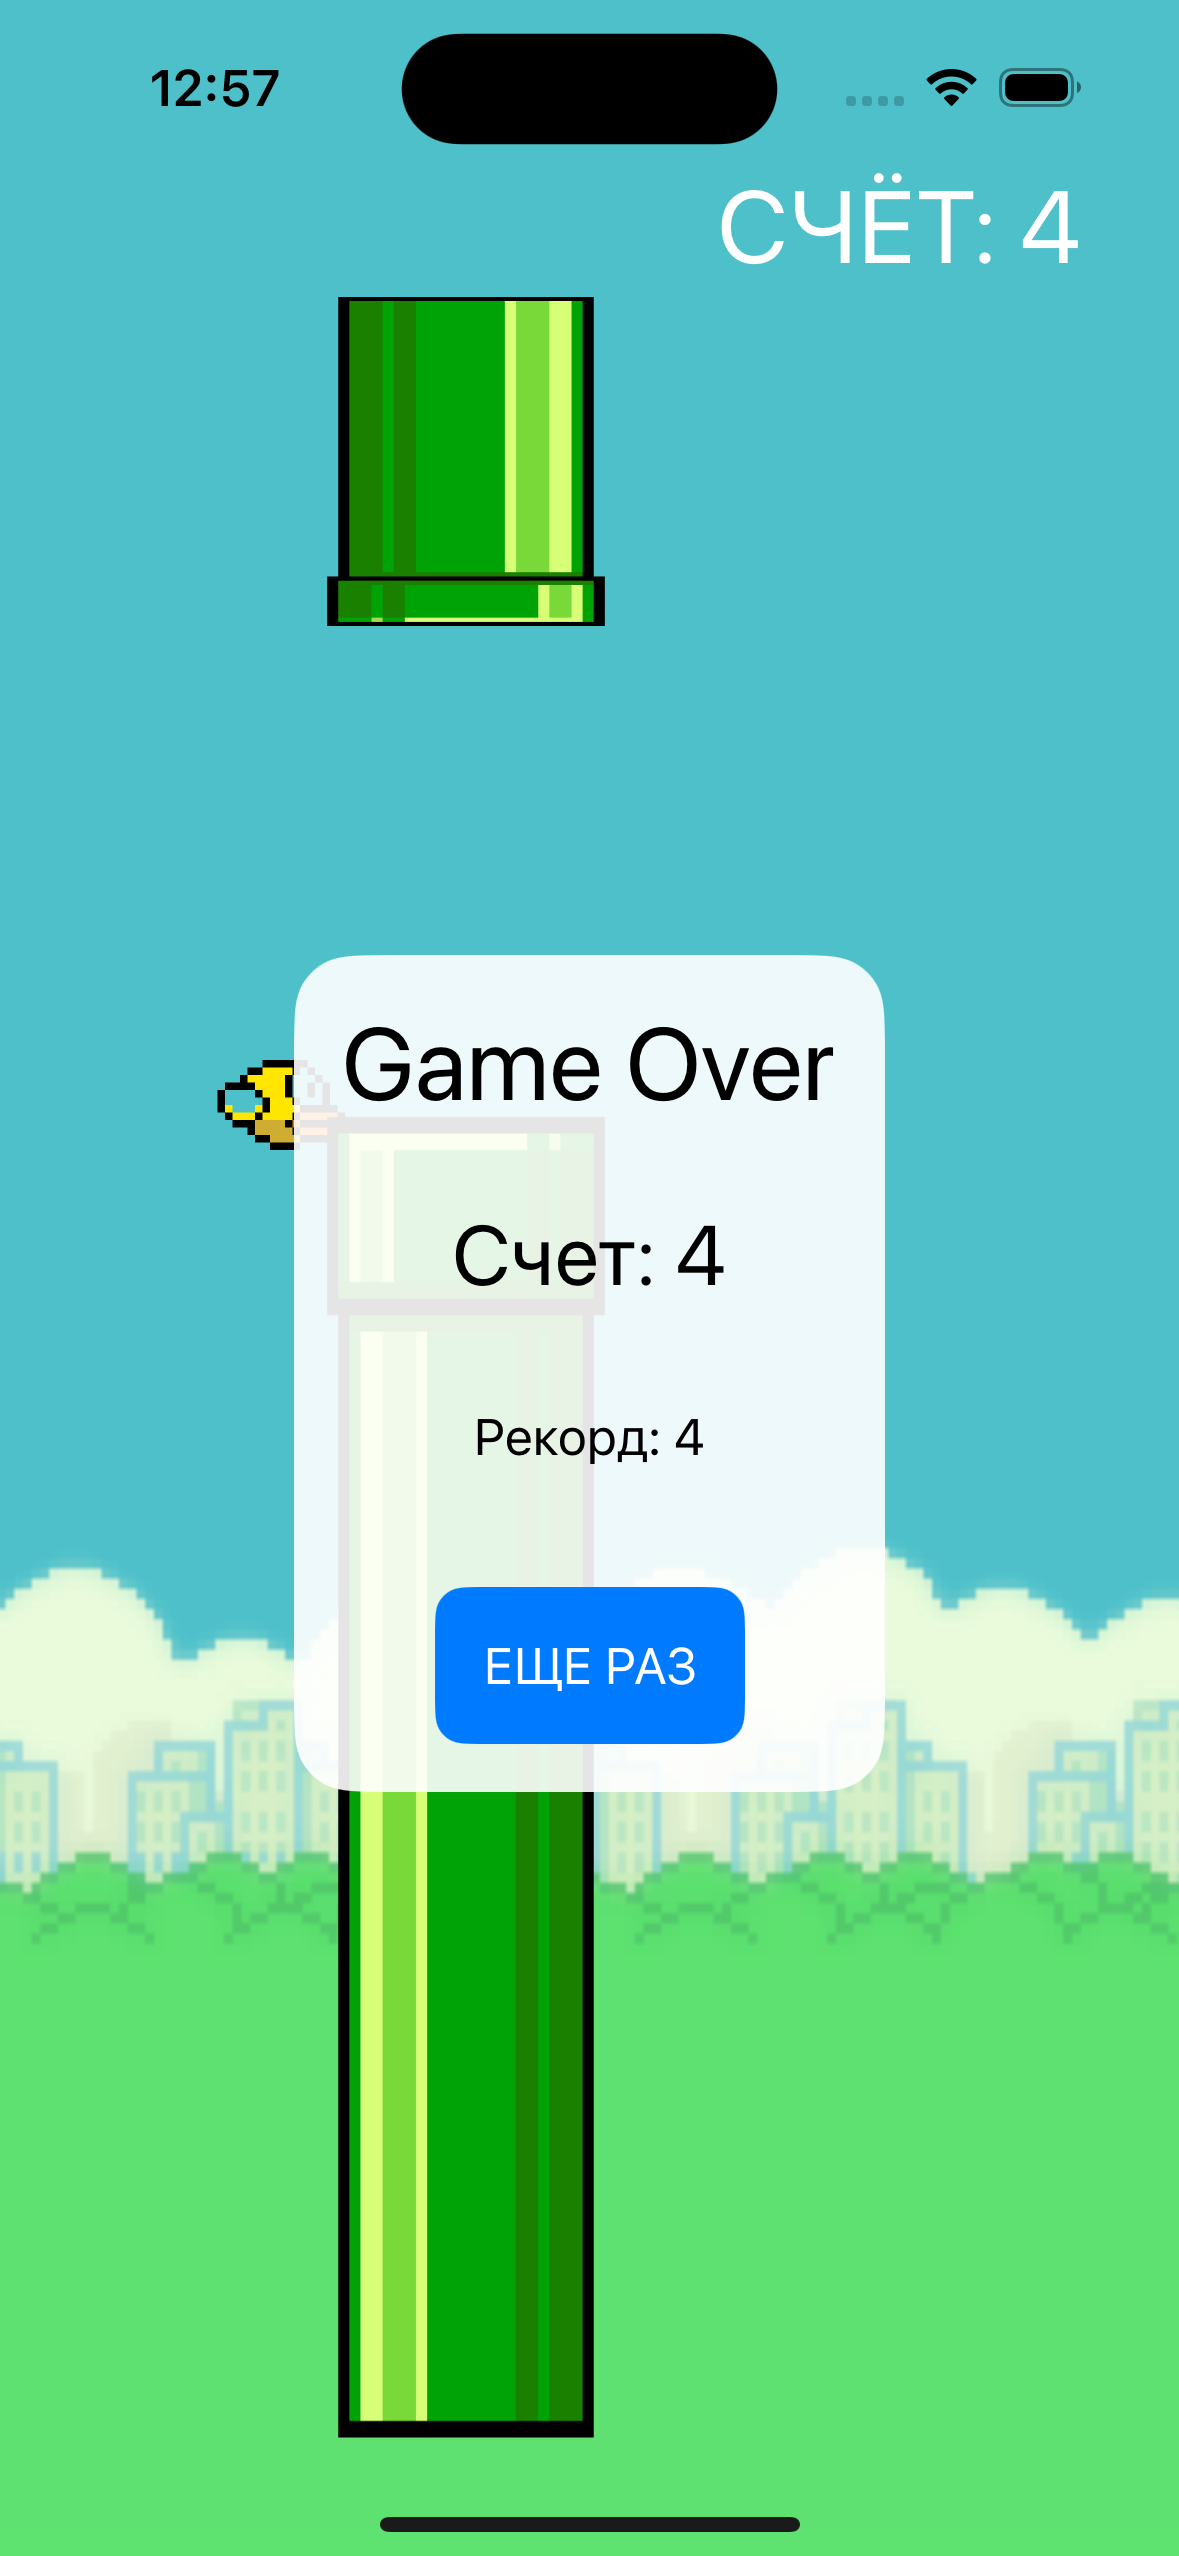 12:57
СЧЁТ: 4
Game Over
Счет: 4
Рекорд: 4
ЕЩЕ РАЗ